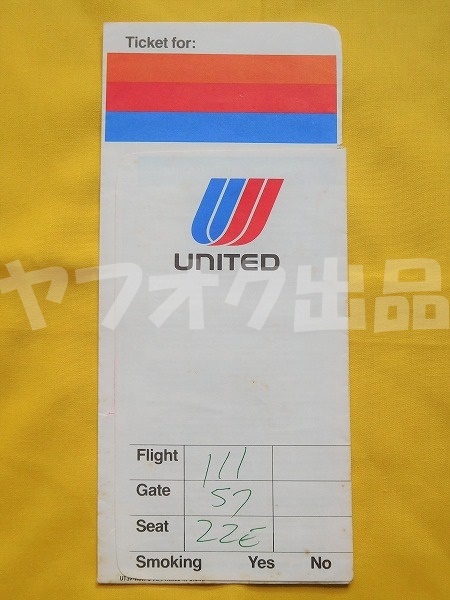 Ticket for:
UNITED
ヤフオク出品
Flight 111
Gate 57
Seat 22E
Smoking Yes No